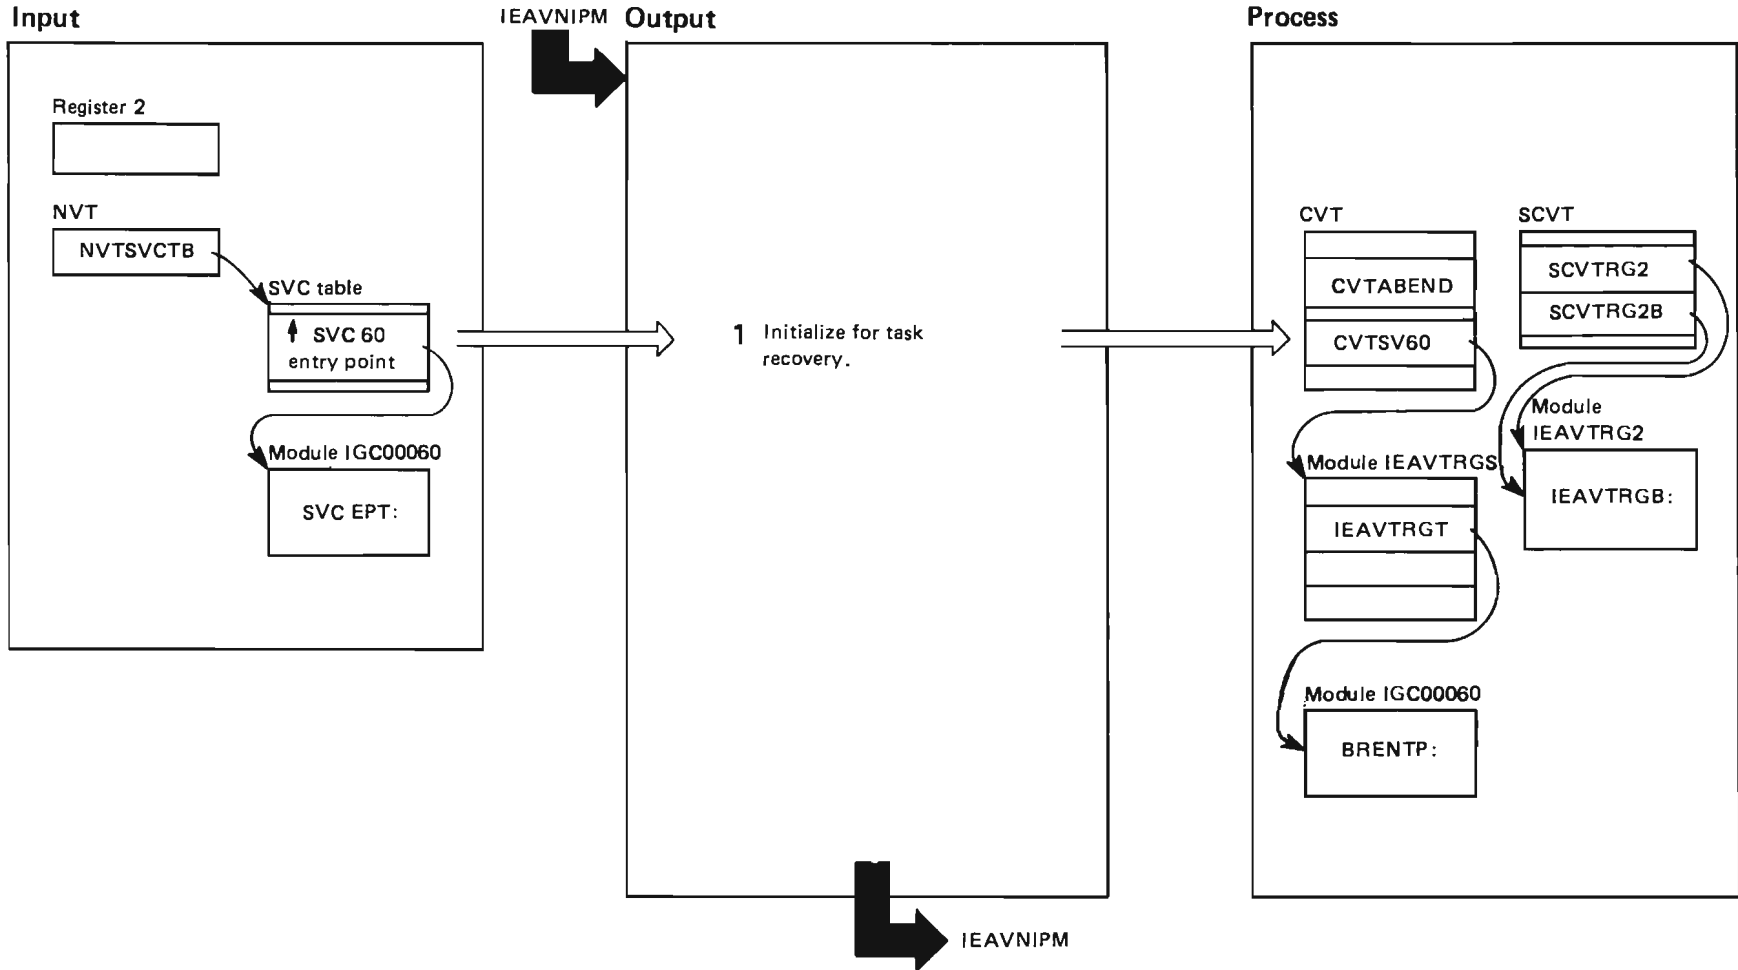 Input
IEAVNIPM
Output
Process
Register 2
NVT
NVTSVCTB
SVC table
SVC 60
entry point
Module IGC00060
SVC EPT:
1 Initialize for task
recovery.
CVT
CVTABEND
CVTSV60
SCVT
SCVTRG2
SCVTRG2B
Module
IEAVTRG2
IEAVTRGB:
Module IEAVTRGS
IEAVTRGT
Module IGC00060
BRENTP:
IEAVNIPM